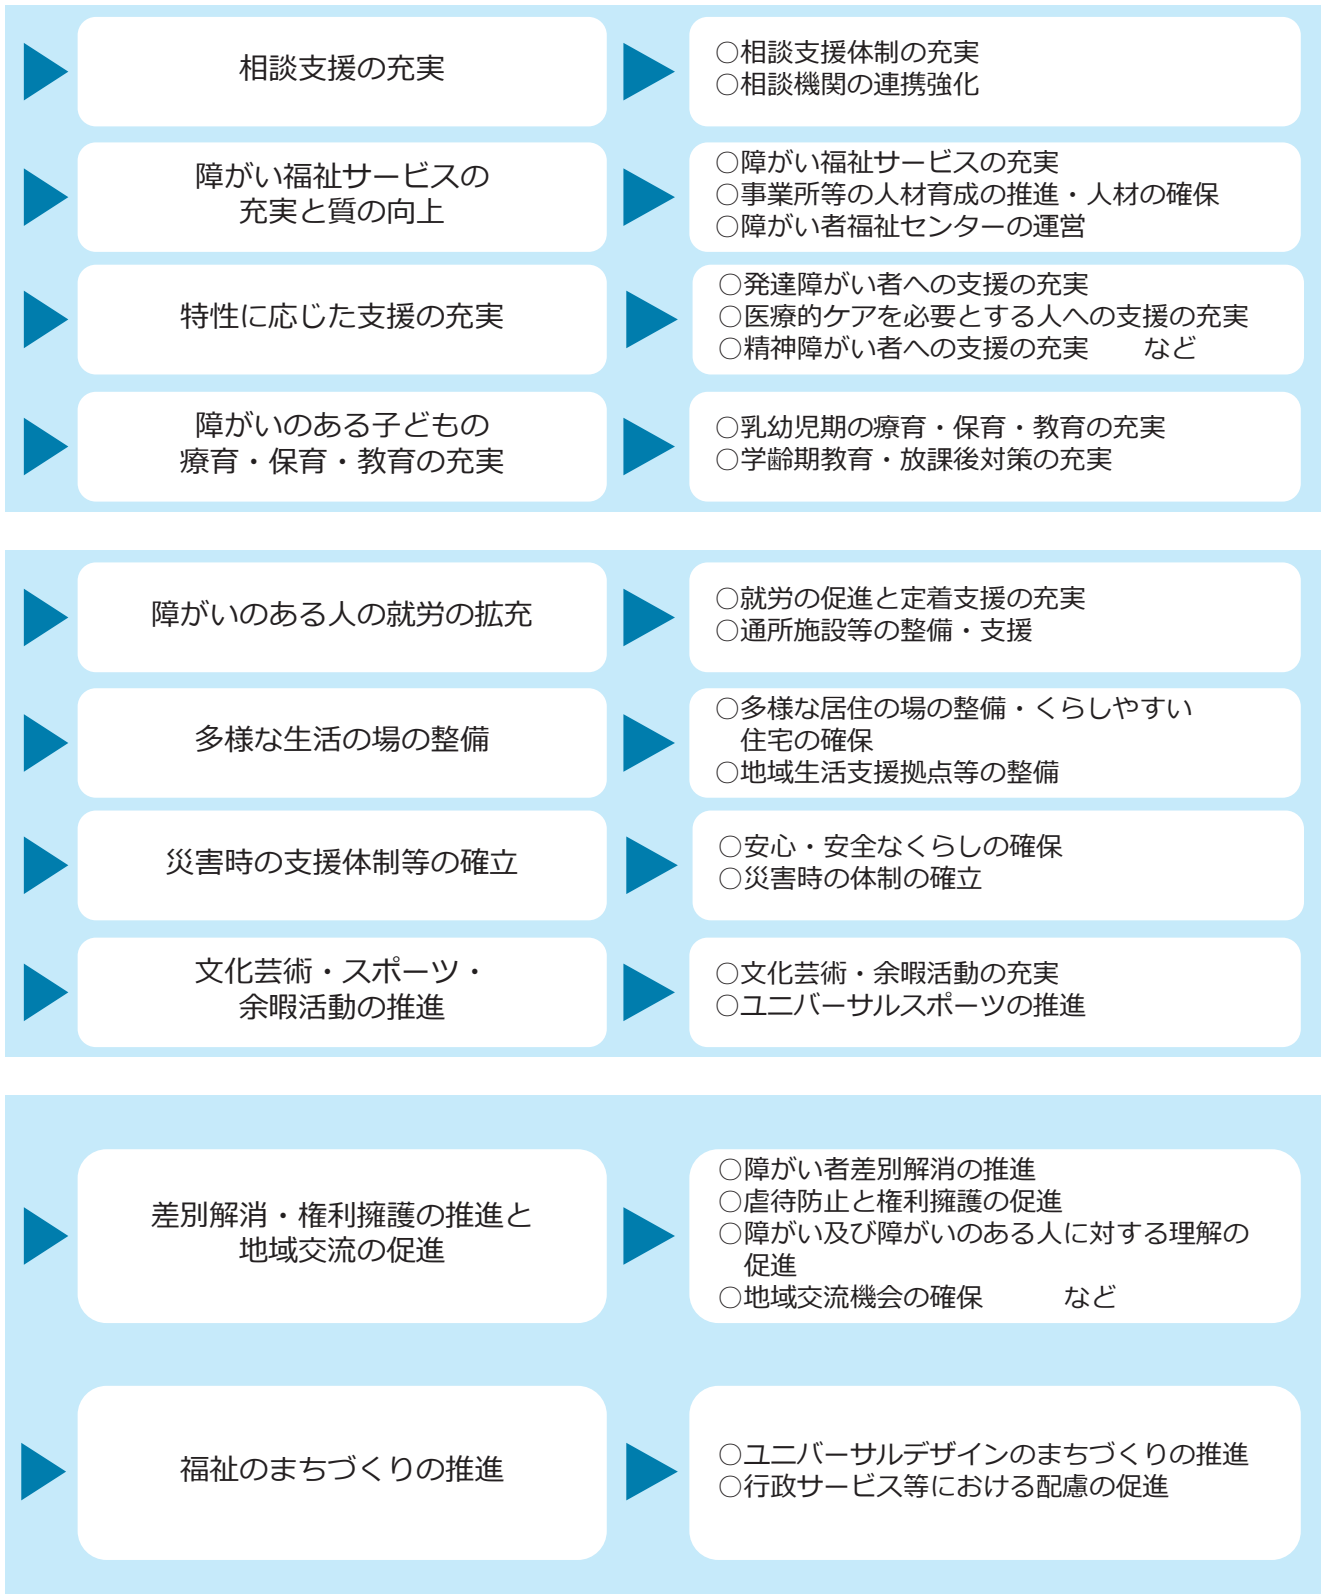 相談支援の充実
○相談支援体制の充実
○相談機関の連携強化
障がい福祉サービスの
充実と質の向上
○障がい福祉サービスの充実
○事業所等の人材育成の推進・人材の確保
○障がい者福祉センターの運営
特性に応じた支援の充実
○発達障がい者への支援の充実
○医療的ケアを必要とする人への支援の充実
○精神障がい者への支援の充実　　など
障がいのある子どもの
療育・保育・教育の充実
○乳幼児期の療育・保育・教育の充実
○学齢期教育・放課後対策の充実
障がいのある人の就労の拡充
○就労の促進と定着支援の充実
○通所施設等の整備・支援
多様な生活の場の整備
○多様な居住の場の整備・くらしやすい
住宅の確保
○地域生活支援拠点等の整備
災害時の支援体制等の確立
○安心・安全なくらしの確保
○災害時の体制の確立
文化芸術・スポーツ・
余暇活動の推進
○文化芸術・余暇活動の充実
○ユニバーサルスポーツの推進
差別解消・権利擁護の推進と
地域交流の促進
○障がい者差別解消の推進
○虐待防止と権利擁護の促進
○障がい及び障がいのある人に対する理解の
促進
○地域交流機会の確保　　　など
福祉のまちづくりの推進
○ユニバーサルデザインのまちづくりの推進
○行政サービス等における配慮の促進